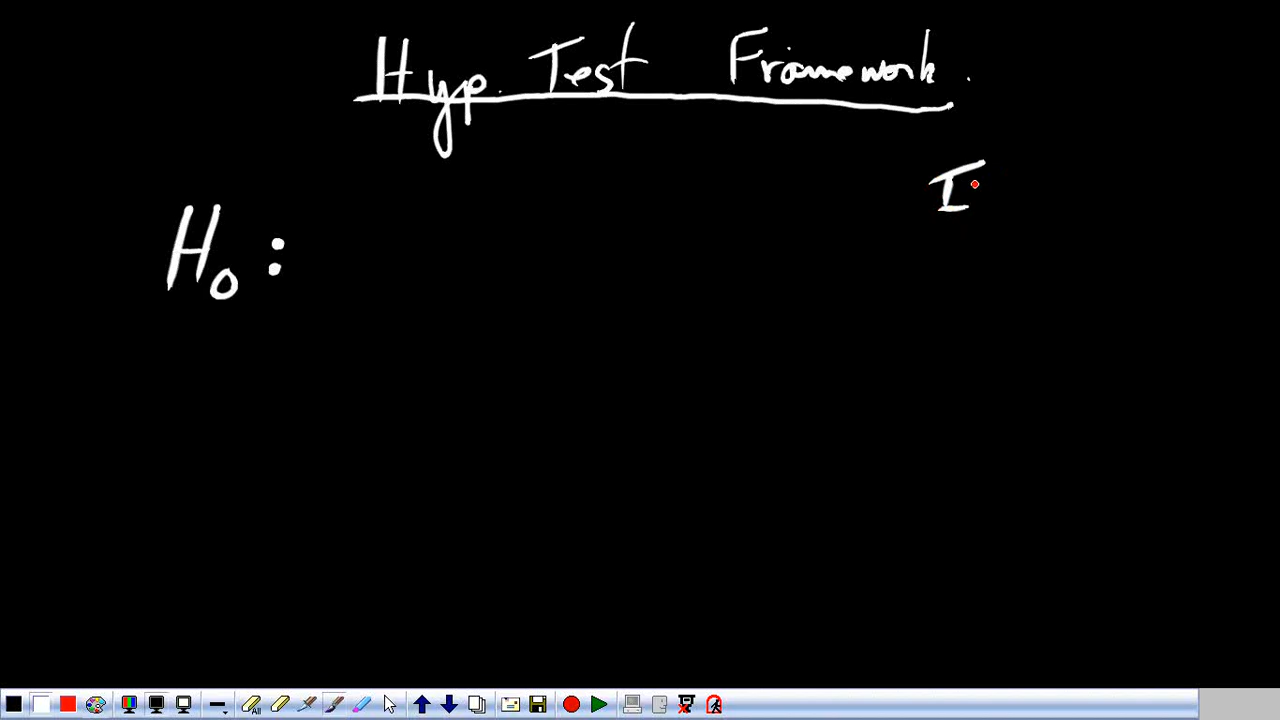 Hyp. Test Framework.
I
H₀ :